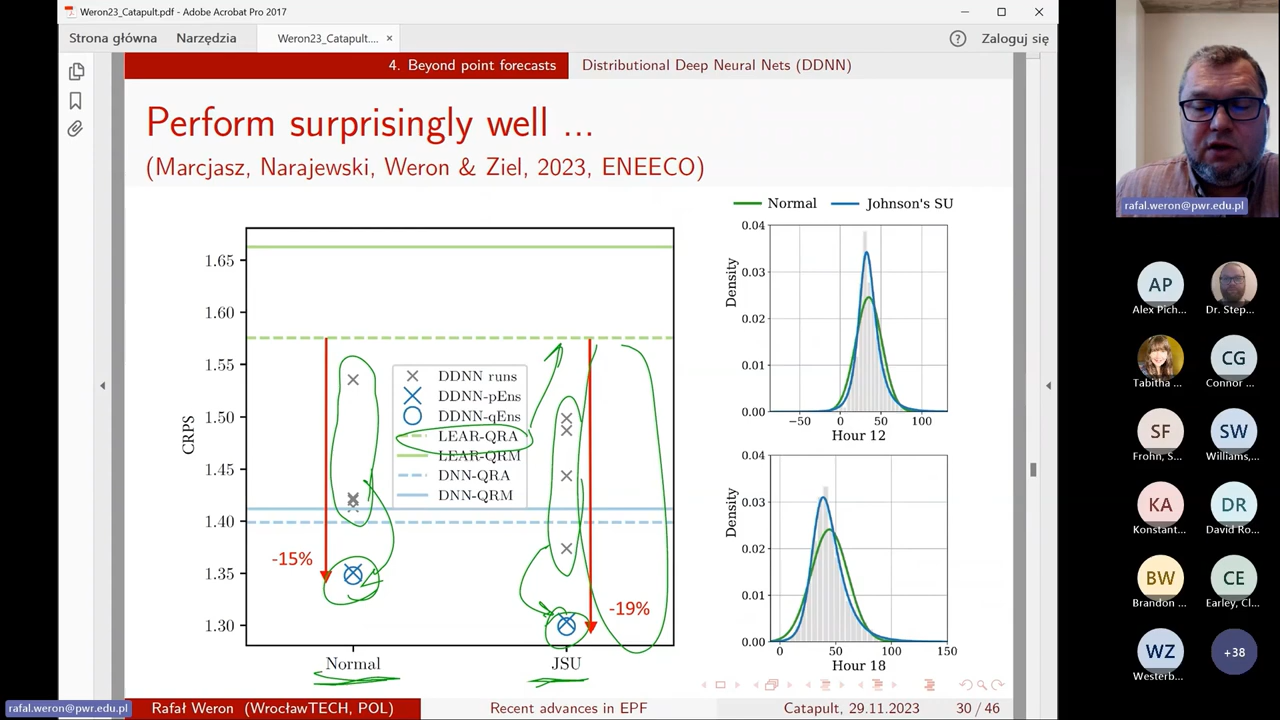 Weron23_Catapult.pdf - Adobe Acrobat Pro 2017
Strona główna Narzędzia Weron23_Catapult.... × Zaloguj się
4. Beyond point forecasts Distributional Deep Neural Nets (DDNN)
Perform surprisingly well ...
(Marcjasz, Narajewski, Weron & Ziel, 2023, ENEECO)
CRPS
1.65
1.60
1.55
1.50
1.45
1.40
1.35
1.30
DDNN runs
DDNN-pEns
DDNN-qEns
LEAR-QRA
LEAR-QRM
DNN-QRA
DNN-QRM
-15%
-19%
Normal JSU
Normal Johnson's SU
Density
0.04
0.03
0.02
0.01
0.00
−50 0 50 100
Hour 12
Density
0.04
0.03
0.02
0.01
0.00
0 50 100 150
Hour 18
Rafał Weron (WrocławTECH, POL) Recent advances in EPF Catapult, 29.11.2023 30 / 46
rafal.weron@pwr.edu.pl
rafal.weron@pwr.edu.pl
AP
Alex Pich... Dr. Step...
CG
Tabitha ... Connor ...
SF SW
Frohn, S... Williams,...
KA DR
Konstant... David Ro...
BW CE
Brandon ... Earley, Cl...
WZ +38
Westerb...